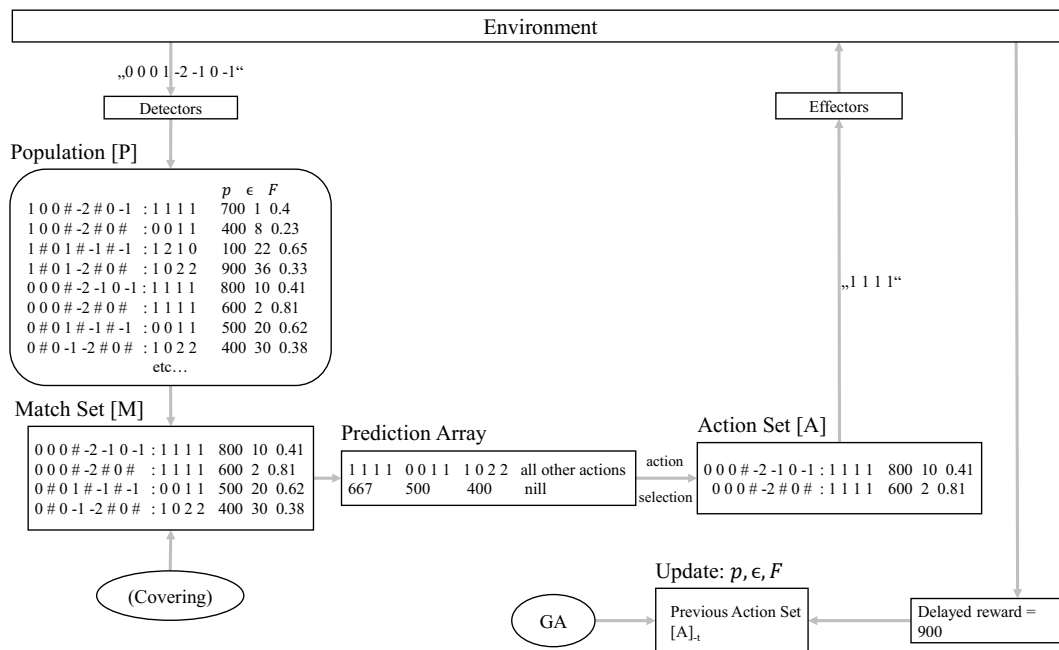 Environment
„0 0 0 1 -2 -1 0 -1“
Detectors
Effectors
Population [P]
p ϵ F
1 0 0 # -2 # 0 -1 : 1 1 1 1 700 1 0.4
1 0 0 # -2 # 0 # : 0 0 1 1 400 8 0.23
1 # 0 1 # -1 # -1 : 1 2 1 0 100 22 0.65
1 # 0 1 -2 # 0 # : 1 0 2 2 900 36 0.33
0 0 0 # -2 -1 0 -1 : 1 1 1 1 800 10 0.41
0 0 0 # -2 # 0 # : 1 1 1 1 600 2 0.81
0 # 0 1 # -1 # -1 : 0 0 1 1 500 20 0.62
0 # 0 -1 -2 # 0 # : 1 0 2 2 400 30 0.38
etc…
„1 1 1 1“
Match Set [M]
0 0 0 # -2 -1 0 -1 : 1 1 1 1 800 10 0.41
0 0 0 # -2 # 0 # : 1 1 1 1 600 2 0.81
0 # 0 1 # -1 # -1 : 0 0 1 1 500 20 0.62
0 # 0 -1 -2 # 0 # : 1 0 2 2 400 30 0.38
Prediction Array
1 1 1 1 0 0 1 1 1 0 2 2 all other actions
667 500 400 nill
action
selection
Action Set [A]
0 0 0 # -2 -1 0 -1 : 1 1 1 1 800 10 0.41
0 0 0 # -2 # 0 # : 1 1 1 1 600 2 0.81
(Covering)
GA
Update: p, ϵ, F
Previous Action Set
[A]-t
Delayed reward =
900